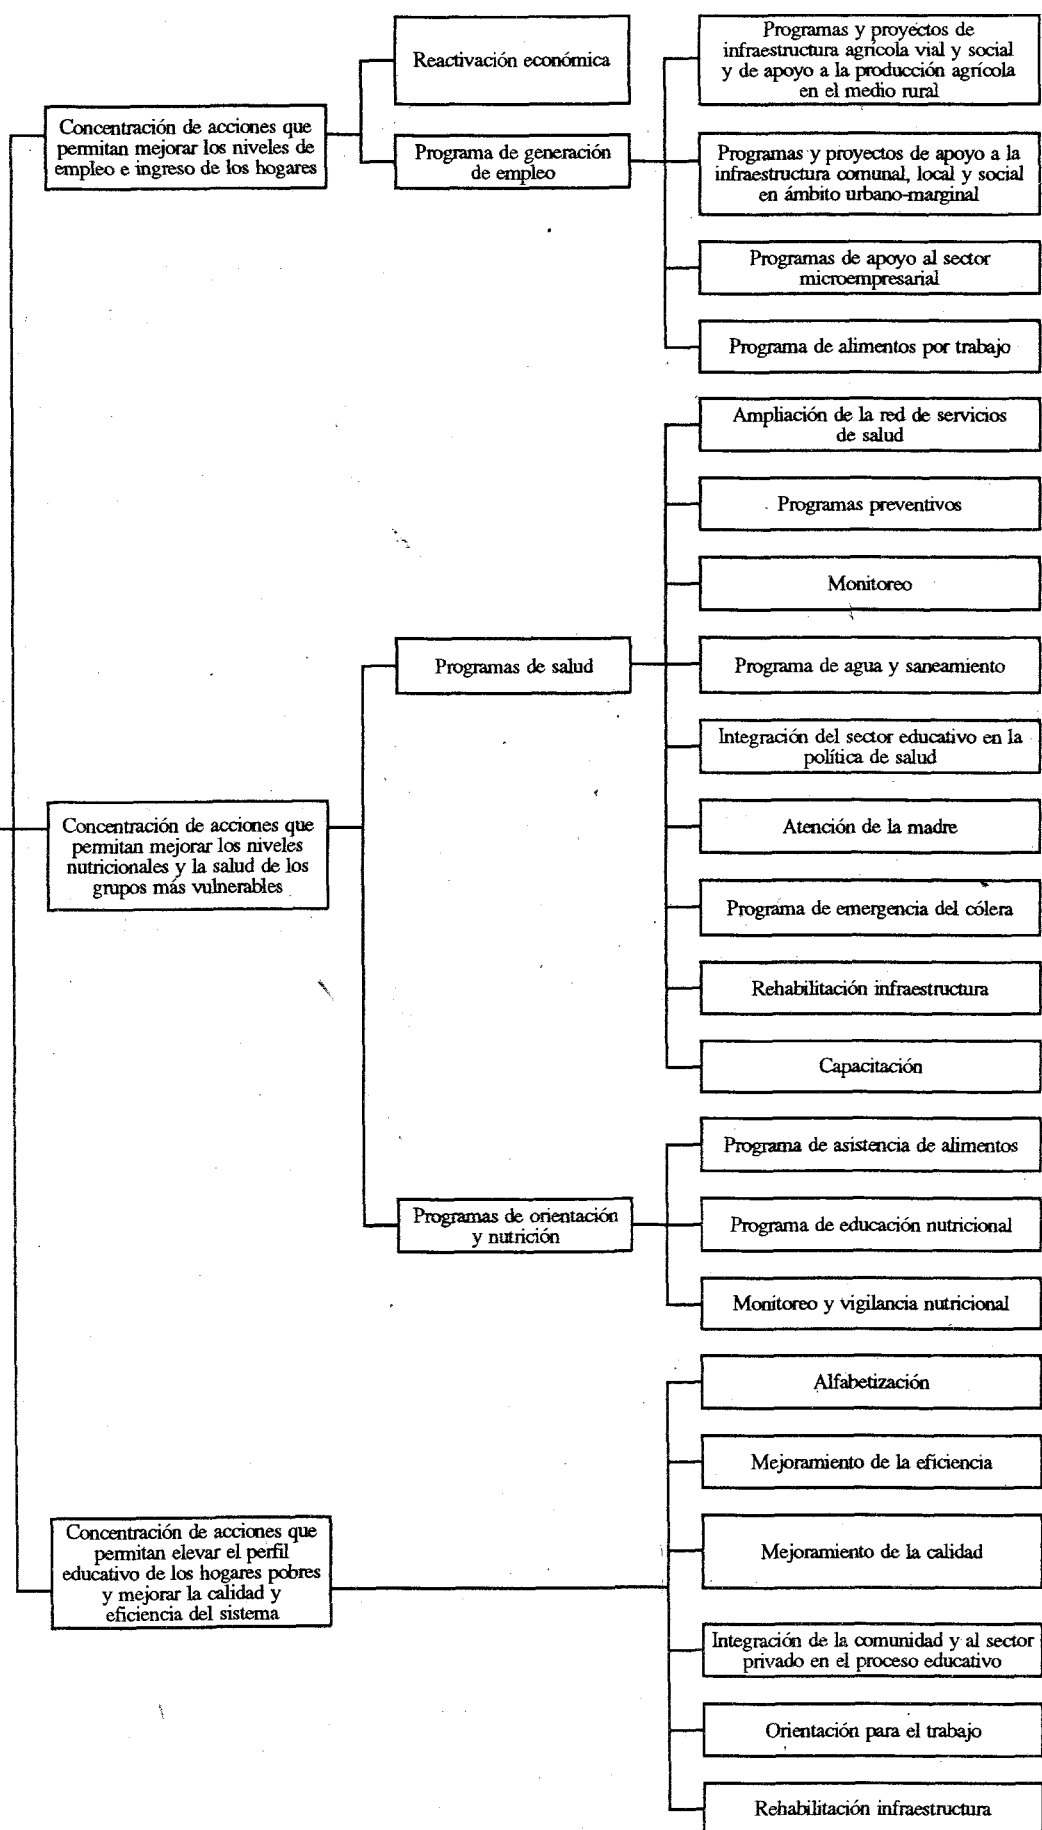 Reactivación económica
Programas y proyectos de
infraestructura agrícola vial y social
y de apoyo a la producción agrícola
en el medio rural
Concentración de acciones que
permitan mejorar los niveles de
empleo e ingreso de los hogares
Programa de generación
de empleo
Programas y proyectos de apoyo a la
infraestructura comunal, local y social
en ámbito urbano-marginal
Programas de apoyo al sector
microempresarial
Programa de alimentos por trabajo
Ampliación de la red de servicios
de salud
Programas preventivos
Monitoreo
Programas de salud
Programa de agua y saneamiento
Integración del sector educativo en la
política de salud
Concentración de acciones que
permitan mejorar los niveles
nutricionales y la salud de los
grupos más vulnerables
Atención de la madre
Programa de emergencia del cólera
Rehabilitación infraestructura
Capacitación
Programa de asistencia de alimentos
Programas de orientación
y nutrición
Programa de educación nutricional
Monitoreo y vigilancia nutricional
Alfabetización
Mejoramiento de la eficiencia
Concentración de acciones que
permitan elevar el perfil
educativo de los hogares pobres
y mejorar la calidad y
eficiencia del sistema
Mejoramiento de la calidad
Integración de la comunidad y al sector
privado en el proceso educativo
Orientación para el trabajo
Rehabilitación infraestructura